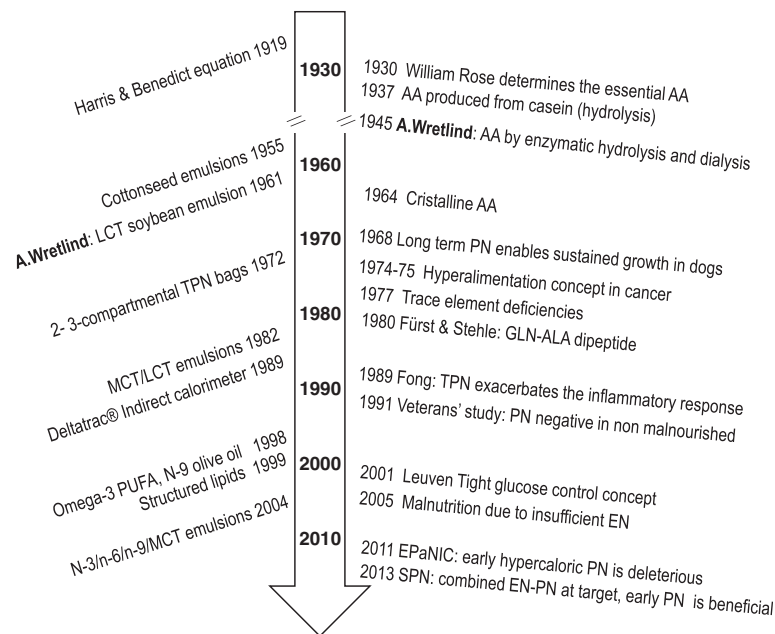 Harris & Benedict equation 1919
1930
1930 William Rose determines the essential AA
1937 AA produced from casein (hydrolysis)
1945 A.Wretlind: AA by enzymatic hydrolysis and dialysis
Cottonseed emulsions 1955
1960
A.Wretlind: LCT soybean emulsion 1961
1964 Cristalline AA
1970
1968 Long term PN enables sustained growth in dogs
2- 3-compartmental TPN bags 1972
1974-75 Hyperalimentation concept in cancer
1977 Trace element deficiencies
1980
1980 Fürst & Stehle: GLN-ALA dipeptide
MCT/LCT emulsions 1982
Deltatrac® Indirect calorimeter 1989
1990
1989 Fong: TPN exacerbates the inflammatory response
1991 Veterans' study: PN negative in non malnourished
Omega-3 PUFA, N-9 olive oil 1998
Structured lipids 1999
2000
2001 Leuven Tight glucose control concept
2005 Malnutrition due to insufficient EN
N-3/n-6/n-9/MCT emulsions 2004
2010
2011 EPaNIC: early hypercaloric PN is deleterious
2013 SPN: combined EN-PN at target, early PN is beneficial